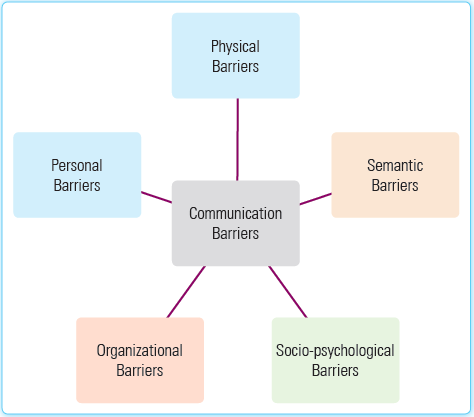 Physical
Barriers
Personal
Barriers
Semantic
Barriers
Communication
Barriers
Organizational
Barriers
Socio-psychological
Barriers